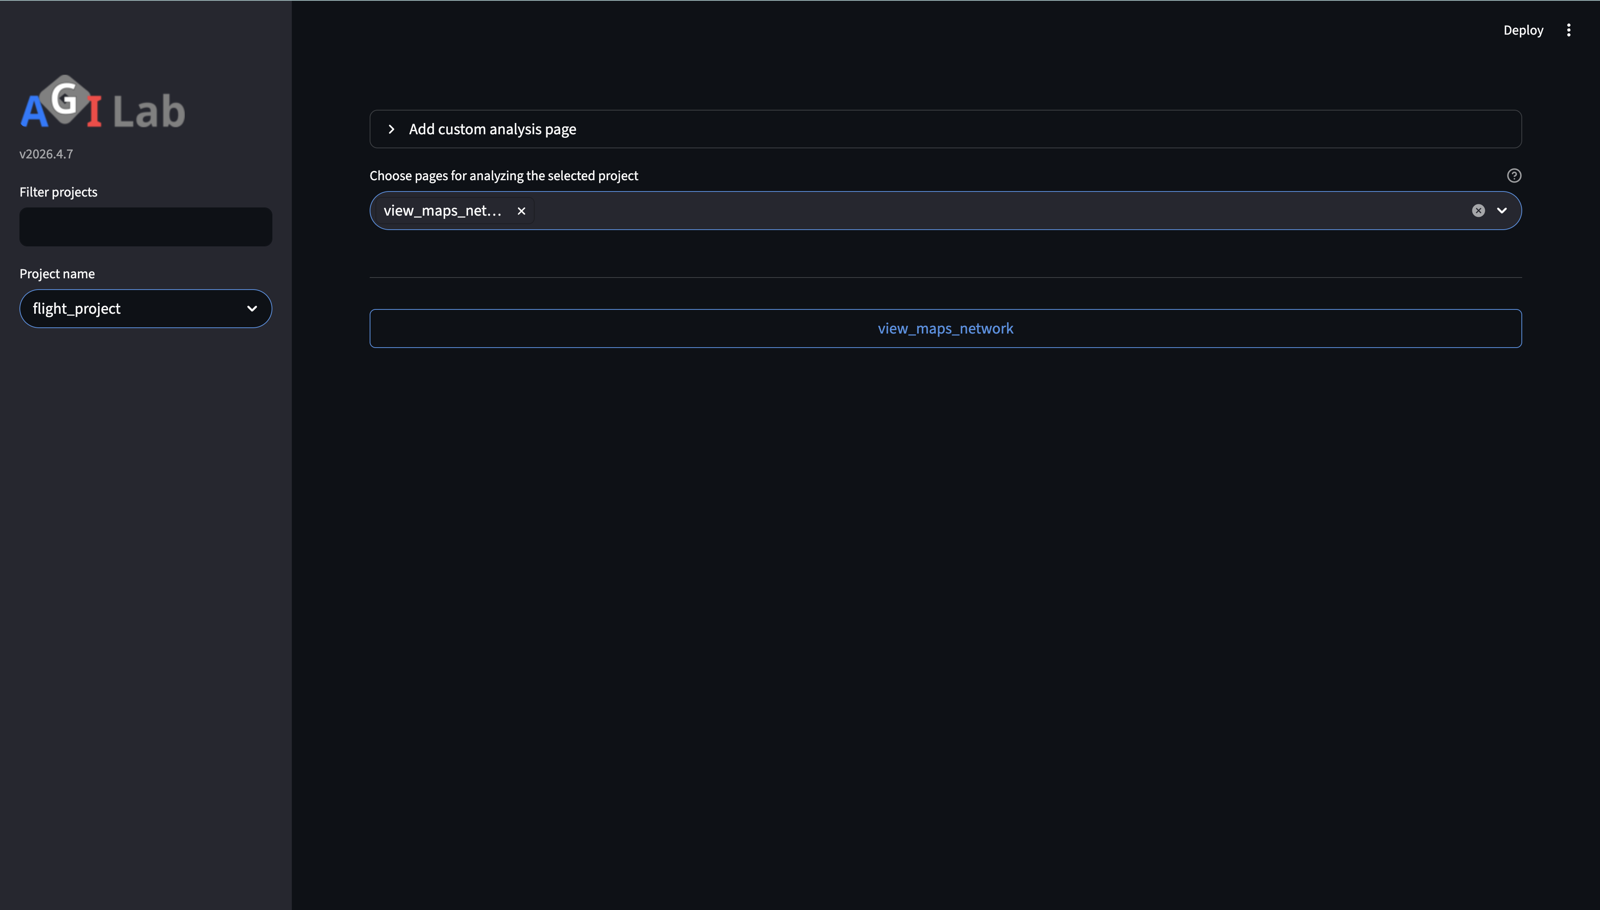 Deploy
AGI Lab
v2026.4.7
Filter projects
Project name
flight_project
Add custom analysis page
Choose pages for analyzing the selected project
view_maps_net…
view_maps_network